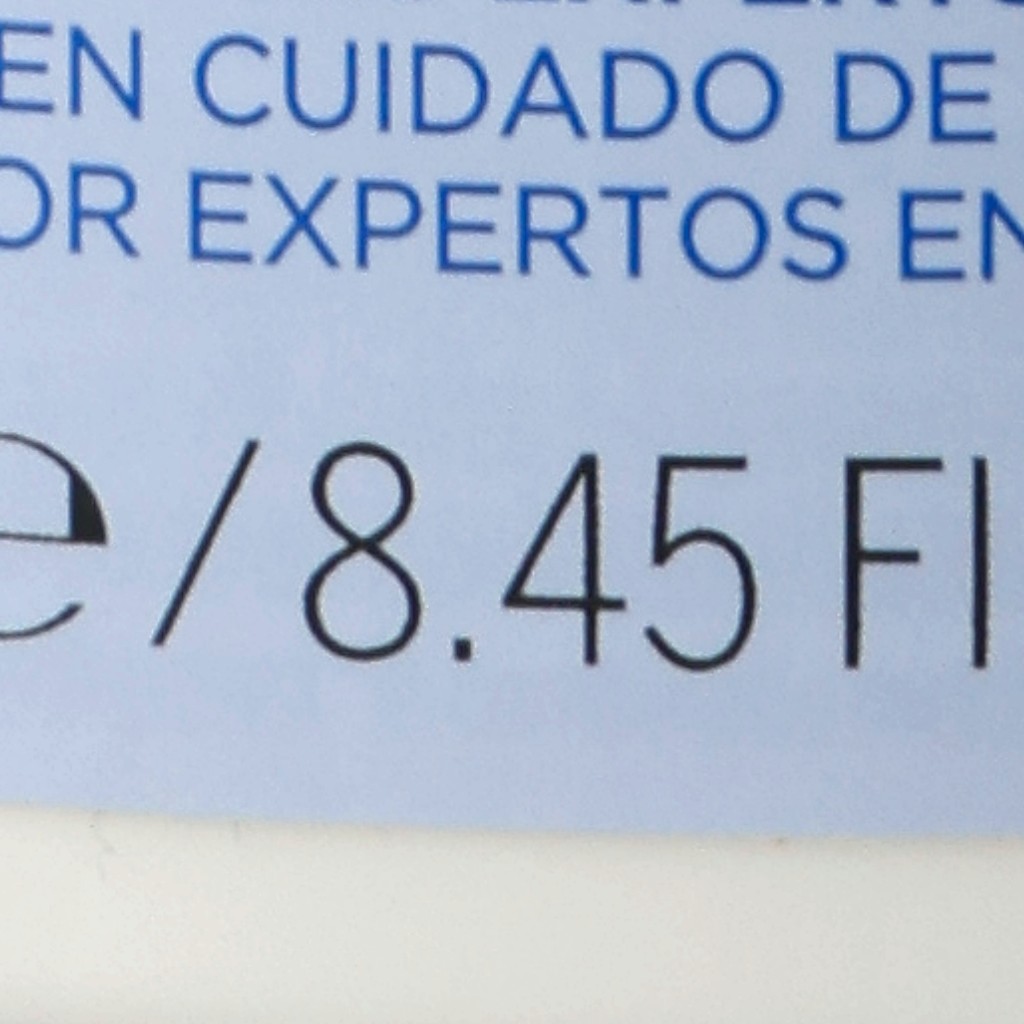 EN CUIDADO DE
OR EXPERTOS EN
℮ / 8.45 Fl